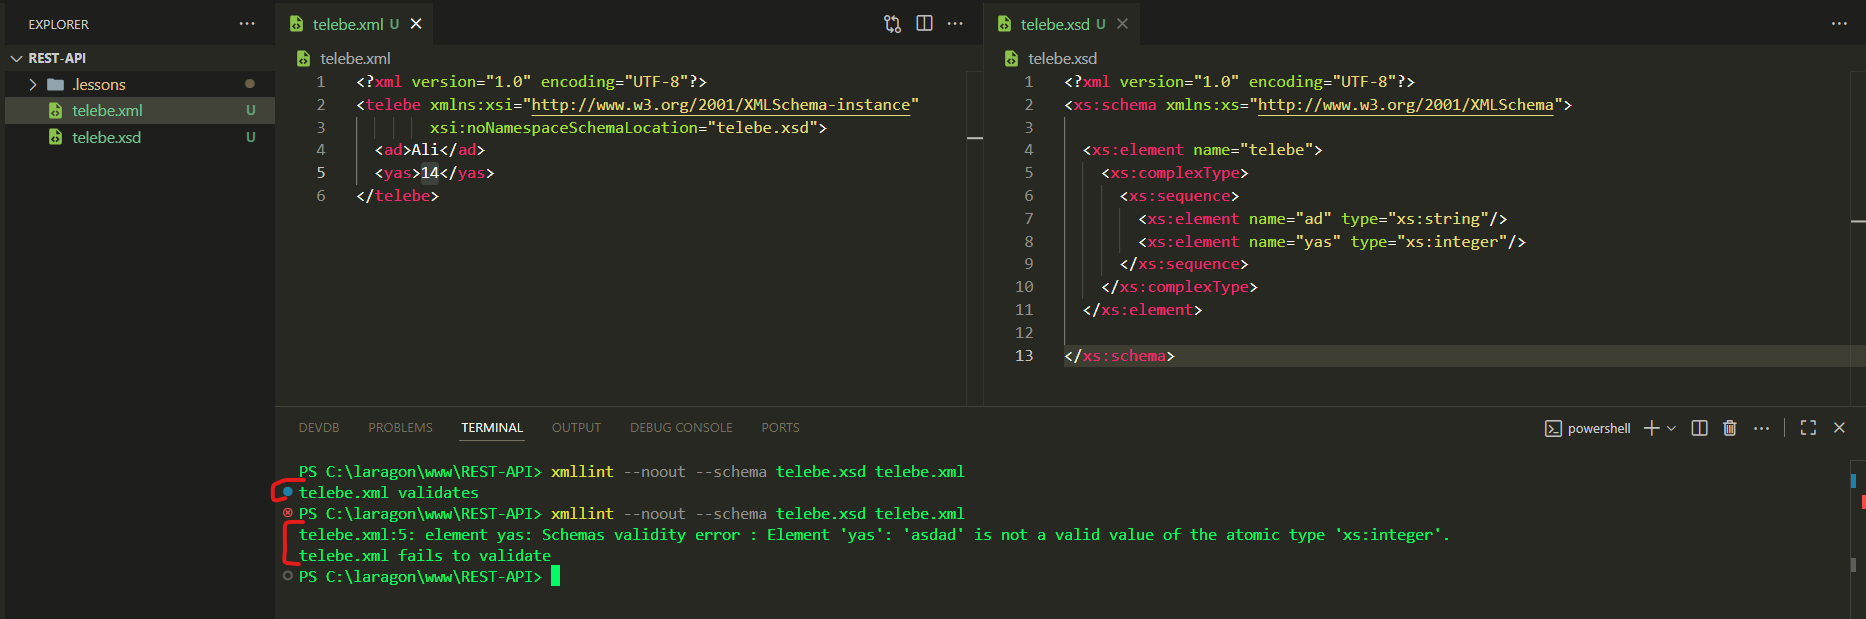 EXPLORER
REST-API
.lessons
telebe.xml U
telebe.xsd U
telebe.xml U
telebe.xml
1 <?xml version="1.0" encoding="UTF-8"?>
2 <telebe xmlns:xsi="http://www.w3.org/2001/XMLSchema-instance"
3 xsi:noNamespaceSchemaLocation="telebe.xsd">
4 <ad>Ali</ad>
5 <yas>14</yas>
6 </telebe>
telebe.xsd U
telebe.xsd
1 <?xml version="1.0" encoding="UTF-8"?>
2 <xs:schema xmlns:xs="http://www.w3.org/2001/XMLSchema">
3
4 <xs:element name="telebe">
5 <xs:complexType>
6 <xs:sequence>
7 <xs:element name="ad" type="xs:string"/>
8 <xs:element name="yas" type="xs:integer"/>
9 </xs:sequence>
10 </xs:complexType>
11 </xs:element>
12
13 </xs:schema>
DEVDB PROBLEMS TERMINAL OUTPUT DEBUG CONSOLE PORTS powershell
PS C:\laragon\www\REST-API> xmllint --noout --schema telebe.xsd telebe.xml
telebe.xml validates
PS C:\laragon\www\REST-API> xmllint --noout --schema telebe.xsd telebe.xml
telebe.xml:5: element yas: Schemas validity error : Element 'yas': 'asdad' is not a valid value of the atomic type 'xs:integer'.
telebe.xml fails to validate
PS C:\laragon\www\REST-API>